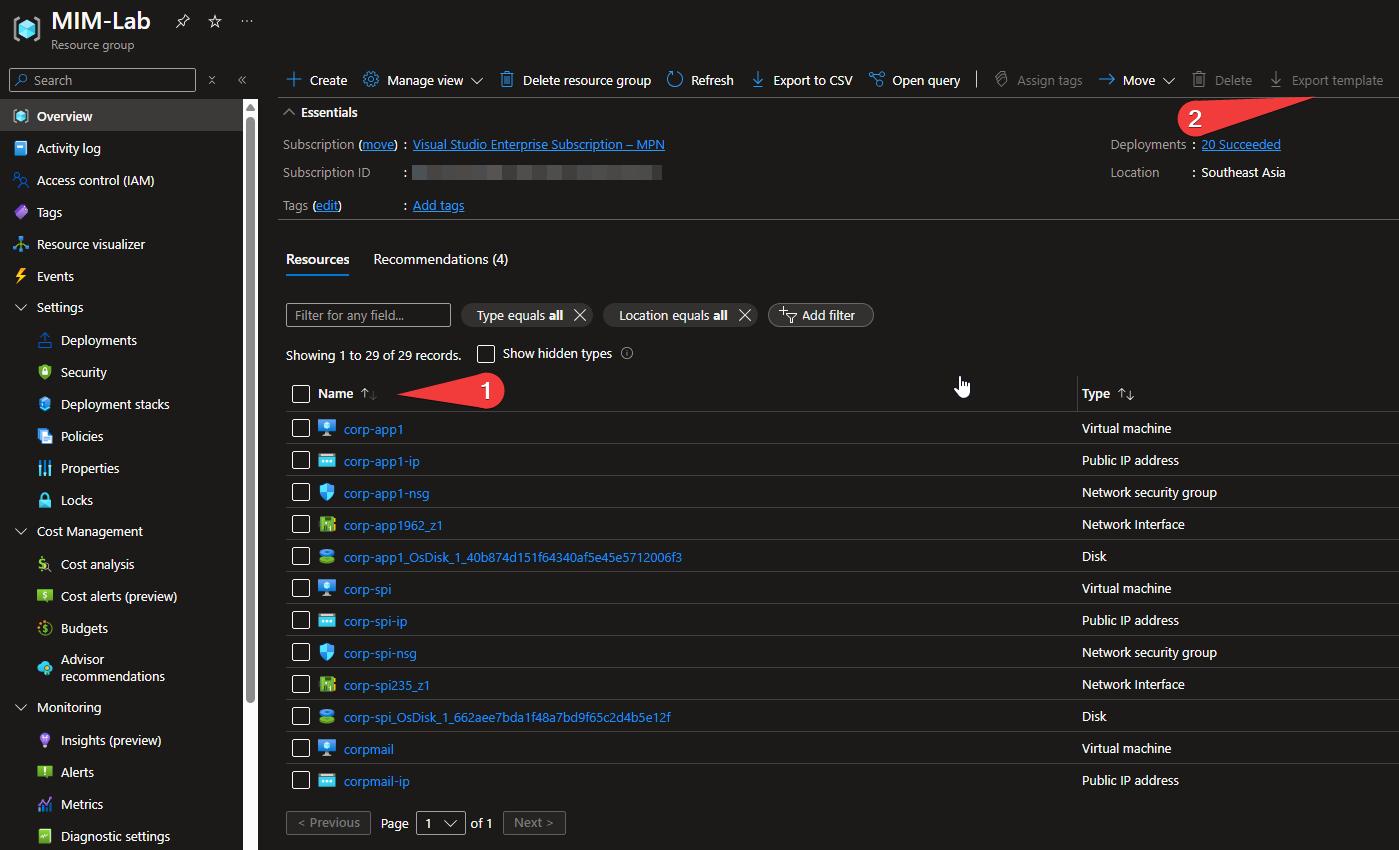 MIM-Lab
Resource group
Search
Overview
Activity log
Access control (IAM)
Tags
Resource visualizer
Events
Settings
Deployments
Security
Deployment stacks
Policies
Properties
Locks
Cost Management
Cost analysis
Cost alerts (preview)
Budgets
Advisor
recommendations
Monitoring
Insights (preview)
Alerts
Metrics
Diagnostic settings
Create Manage view Delete resource group Refresh Export to CSV Open query Assign tags Move Delete Export template
Essentials
2
Subscription (move) : Visual Studio Enterprise Subscription – MPN
Deployments : 20 Succeeded
Subscription ID :
Location : Southeast Asia
Tags (edit) : Add tags
Resources Recommendations (4)
Filter for any field... Type equals all Location equals all Add filter
Showing 1 to 29 of 29 records. Show hidden types
Name 1 Type
corp-app1 Virtual machine
corp-app1-ip Public IP address
corp-app1-nsg Network security group
corp-app1962_z1 Network Interface
corp-app1_OsDisk_1_40b874d151f64340af5e45e5712006f3 Disk
corp-spi Virtual machine
corp-spi-ip Public IP address
corp-spi-nsg Network security group
corp-spi235_z1 Network Interface
corp-spi_OsDisk_1_662aee7bda1f48a7bd9f65c2d4b5e12f Disk
corpmail Virtual machine
corpmail-ip Public IP address
< Previous Page 1 of 1 Next >